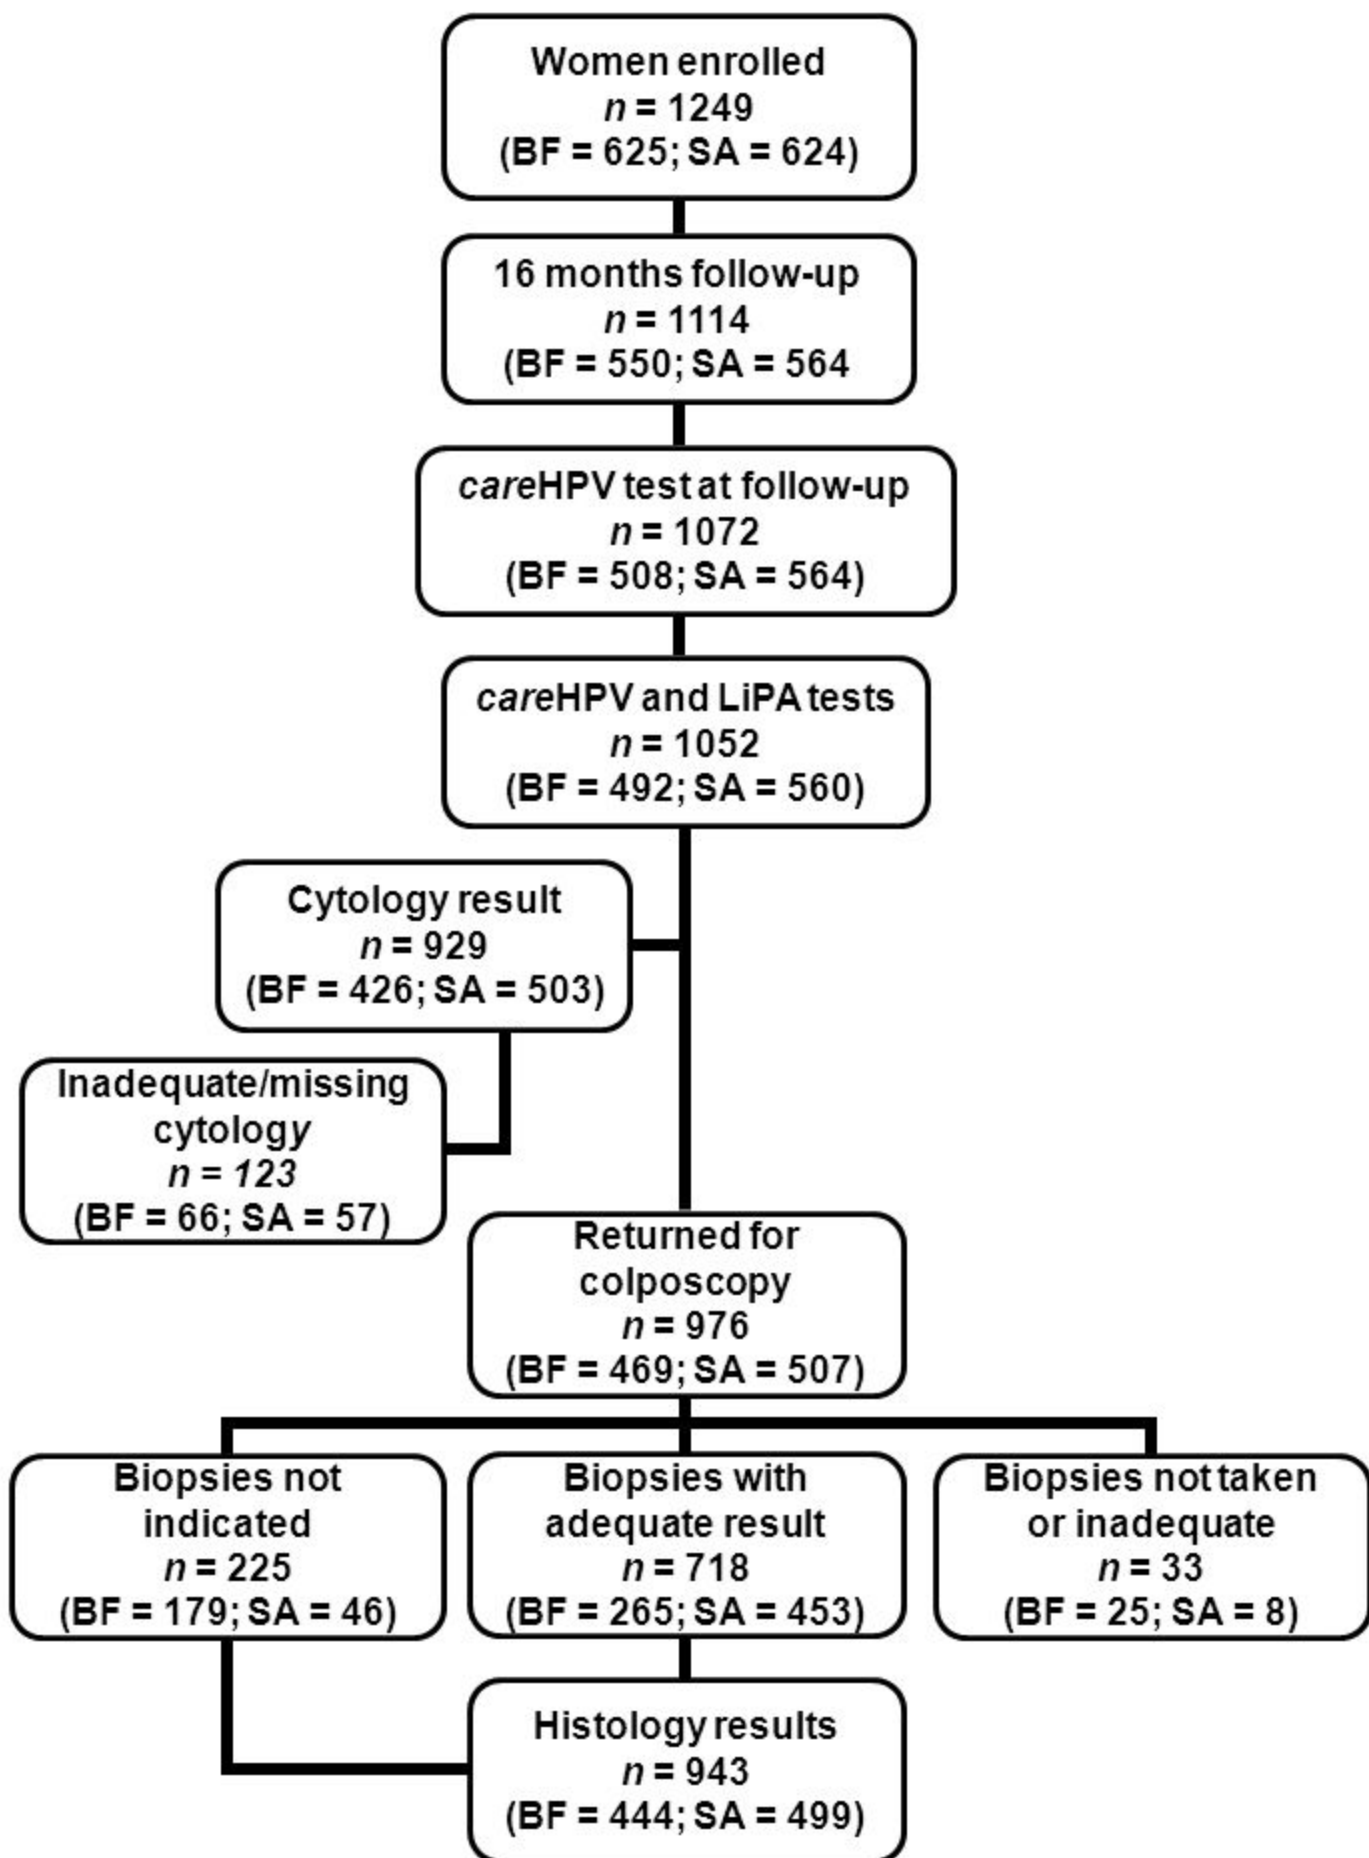 Women enrolled
n = 1249
(BF = 625; SA = 624)
16 months follow-up
n = 1114
(BF = 550; SA = 564
careHPV test at follow-up
n = 1072
(BF = 508; SA = 564)
careHPV and LiPA tests
n = 1052
(BF = 492; SA = 560)
Cytology result
n = 929
(BF = 426; SA = 503)
Inadequate/missing
cytology
n = 123
(BF = 66; SA = 57)
Returned for
colposcopy
n = 976
(BF = 469; SA = 507)
Biopsies not
indicated
n = 225
(BF = 179; SA = 46)
Biopsies with
adequate result
n = 718
(BF = 265; SA = 453)
Biopsies not taken
or inadequate
n = 33
(BF = 25; SA = 8)
Histology results
n = 943
(BF = 444; SA = 499)